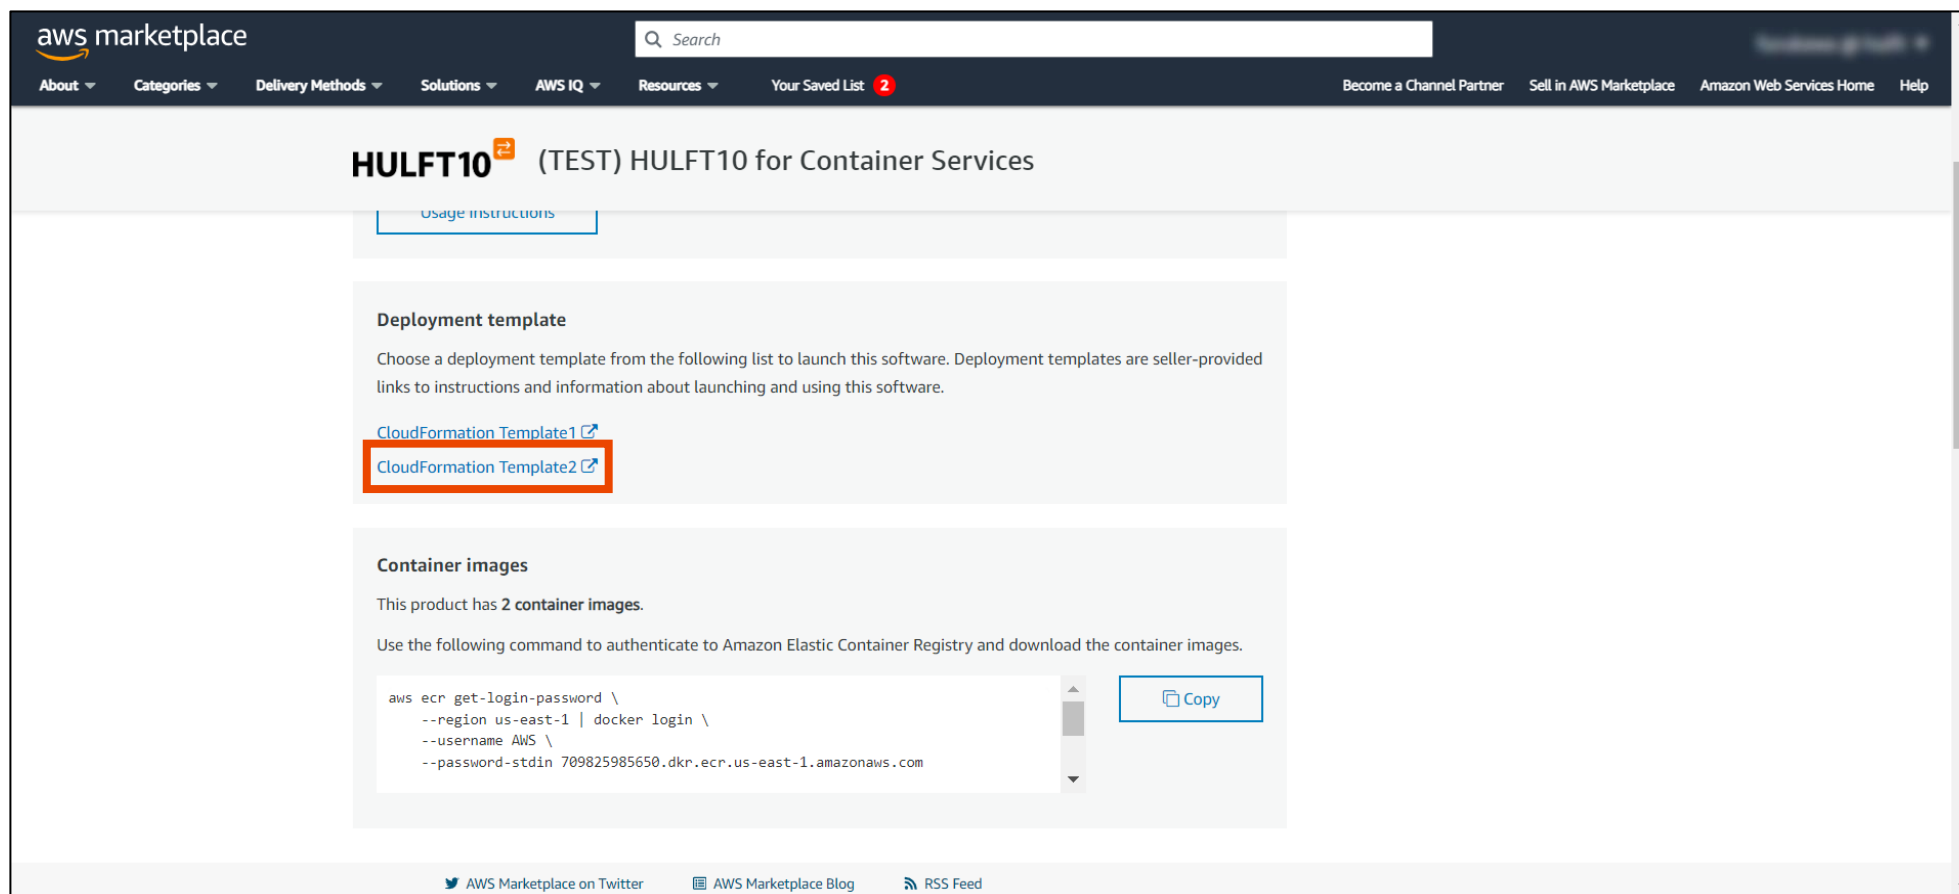 aws marketplace
Search
About
Categories
Delivery Methods
Solutions
AWS IQ
Resources
Your Saved List 2
Become a Channel Partner
Sell in AWS Marketplace
Amazon Web Services Home
Help
HULFT10
(TEST) HULFT10 for Container Services
Usage Instructions
Deployment template
Choose a deployment template from the following list to launch this software. Deployment templates are seller-provided
links to instructions and information about launching and using this software.
CloudFormation Template1
CloudFormation Template2
Container images
This product has 2 container images.
Use the following command to authenticate to Amazon Elastic Container Registry and download the container images.
aws ecr get-login-password \
--region us-east-1 | docker login \
--username AWS \
--password-stdin 709825985650.dkr.ecr.us-east-1.amazonaws.com
Copy
AWS Marketplace on Twitter
AWS Marketplace Blog
RSS Feed